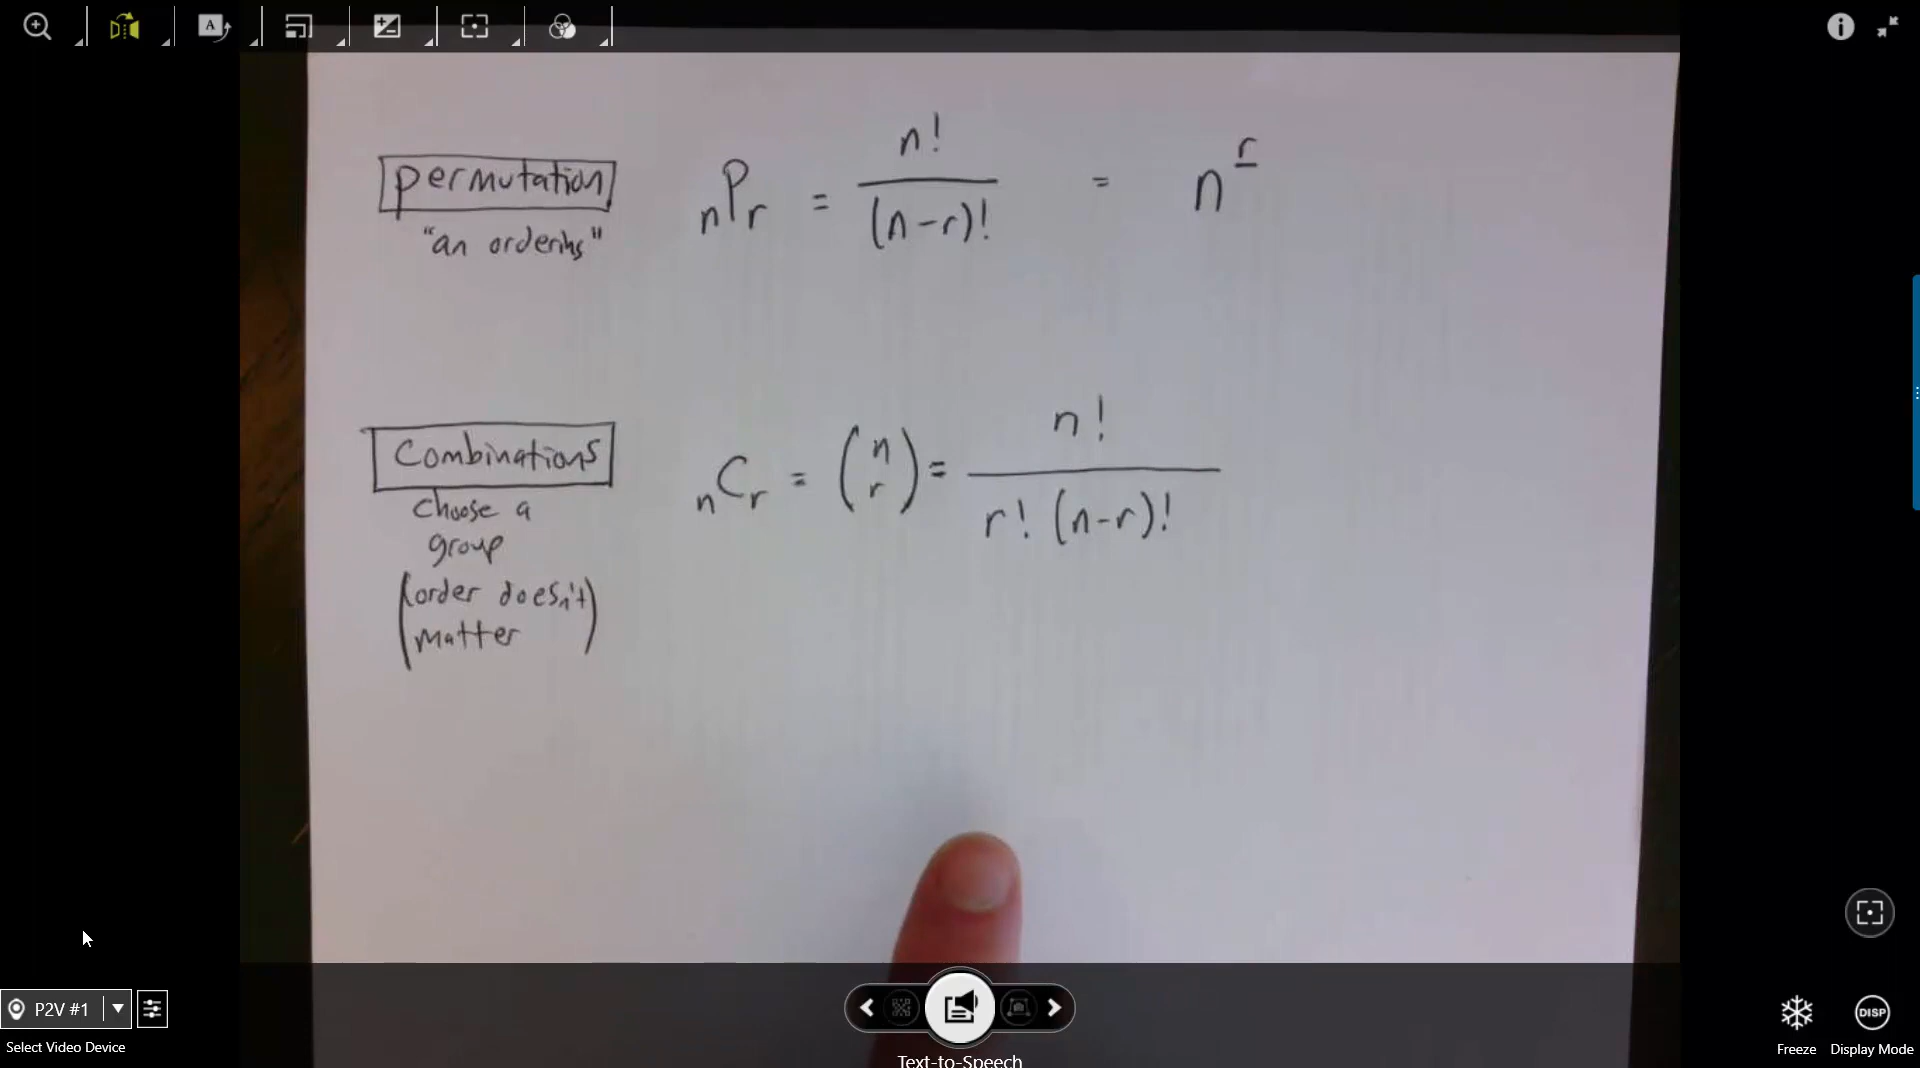 permutation
"an ordering"
nPr = n! / (n-r)! = n^r̲
Combinations
choose a
group
(order doesn't
matter)
nCr = (n r) = n! / r! (n-r)!
A
P2V #1
Select Video Device
Text-to-Speech
Freeze
DISP
Display Mode